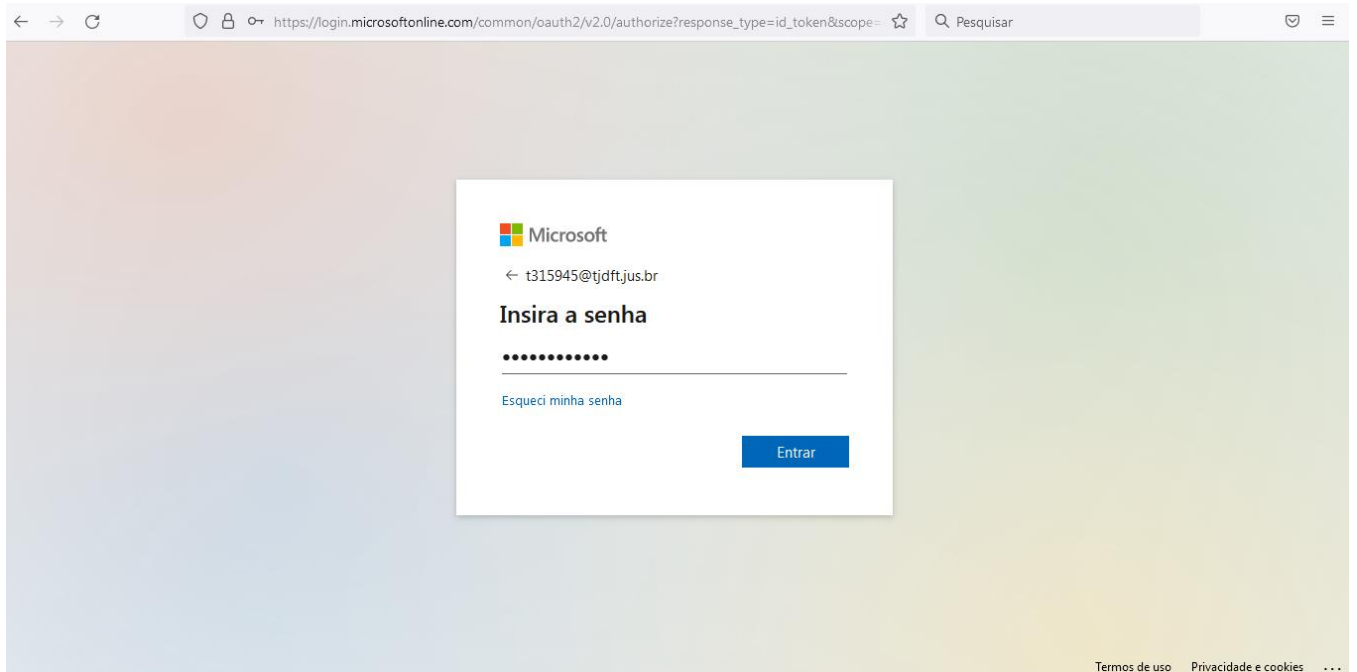 https://login.microsoftonline.com/common/oauth2/v2.0/authorize?response_type=id_token&scope=
Pesquisar
Microsoft
← t315945@tjdft.jus.br
Insira a senha
••••••••••••
Esqueci minha senha
Entrar
Termos de uso Privacidade e cookies ...